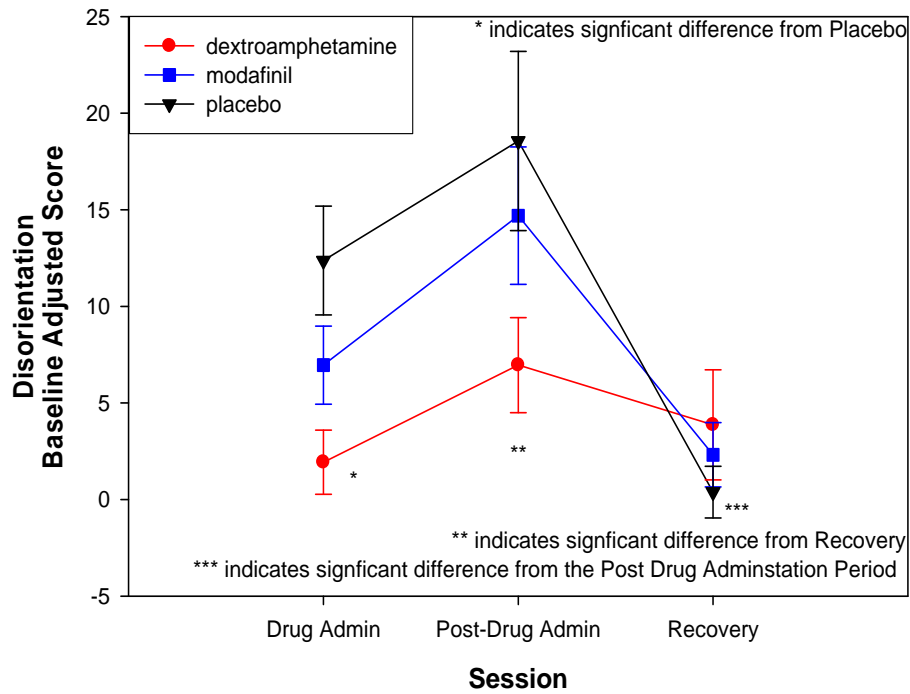 * indicates signficant difference from Placebo
dextroamphetamine
modafinil
placebo
25
20
15
10
5
0
-5
Disorientation
Baseline Adjusted Score
*
**
***
** indicates signficant difference from Recovery
*** indicates signficant difference from the Post Drug Adminstation Period
Drug Admin
Post-Drug Admin
Recovery
Session